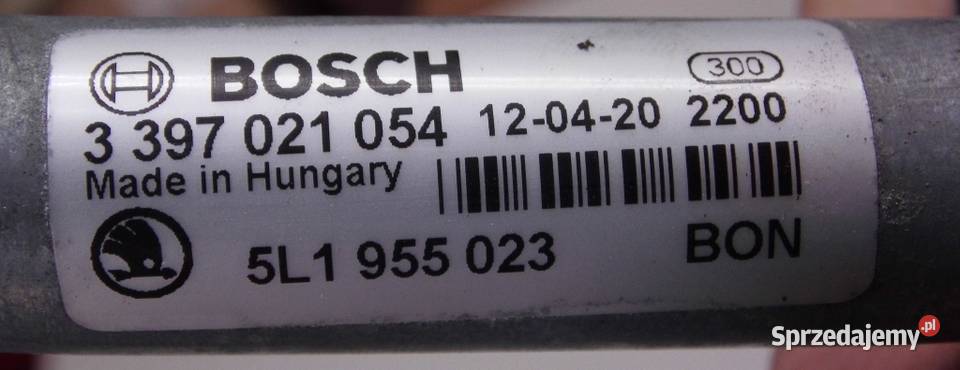 BOSCH 300
3 397 021 054 12-04-20 2200
Made in Hungary
5L1 955 023 BON
Sprzedajemy.pl